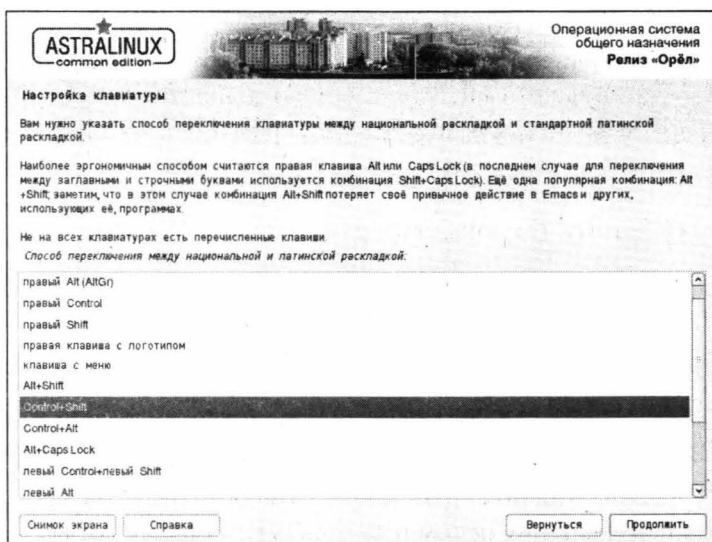 ASTRALINUX
common edition
Операционная система
общего назначения
Релиз «Орёл»
Настройка клавиатуры
Вам нужно указать способ переключения клавиатуры между национальной раскладкой и стандартной латинской
раскладкой.
Наиболее эргономичным способом считаются правая клавиша Alt или Caps Lock (в последнем случае для переключения
между заглавными и строчными буквами используется комбинация Shift+Caps Lock). Ещё одна популярная комбинация: Alt
+Shift; заметим, что в этом случае комбинация Alt+Shift потеряет своё привычное действие в Emacs и других,
использующих её, программах.
Не на всех клавиатурах есть перечисленные клавиши.
Способ переключения между национальной и латинской раскладкой:
правый Alt (AltGr)
правый Control
правый Shift
правая клавиша с логотипом
клавиша с меню
Alt+Shift
Control+Shift
Control+Alt
Alt+Caps Lock
левый Control+левый Shift
левый Alt
Снимок экрана
Справка
Вернуться
Продолжить